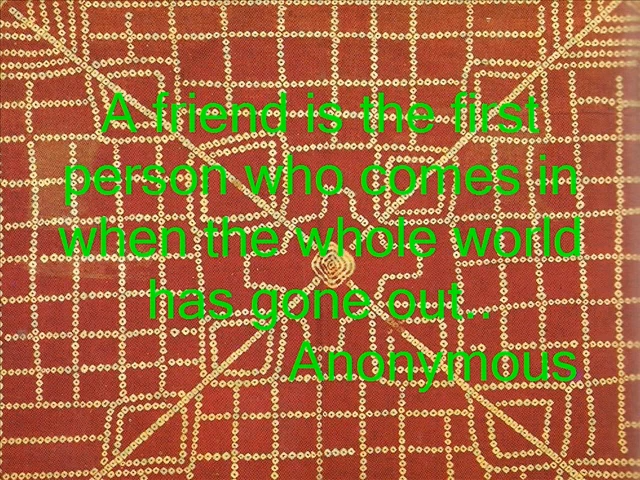 A friend is the first
person who comes in
when the whole world
has gone out..
Anonymous